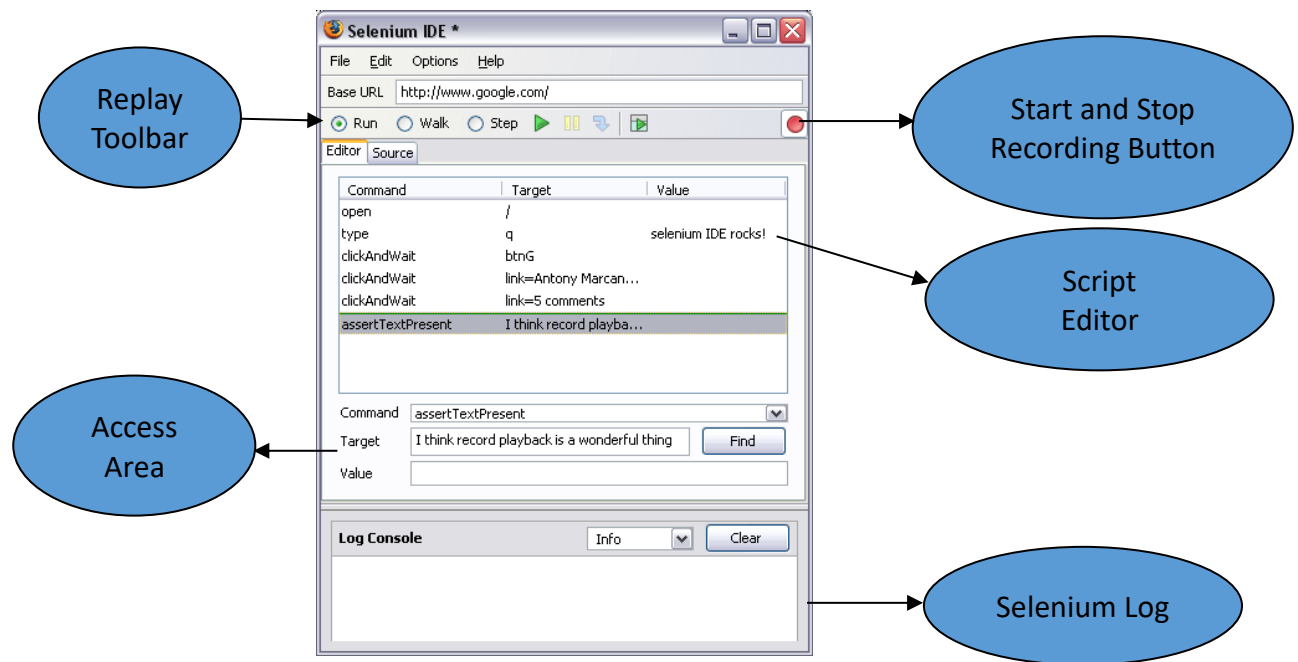 Selenium IDE *
File Edit Options Help
Base URL http://www.google.com/
Run Walk Step
Editor Source
Command Target Value
open /
type q selenium IDE rocks!
clickAndWait btnG
clickAndWait link=Antony Marcan...
clickAndWait link=5 comments
assertTextPresent I think record playba...
Command assertTextPresent
Target I think record playback is a wonderful thing Find
Value
Log Console Info Clear
Replay
Toolbar
Start and Stop
Recording Button
Script
Editor
Access
Area
Selenium Log